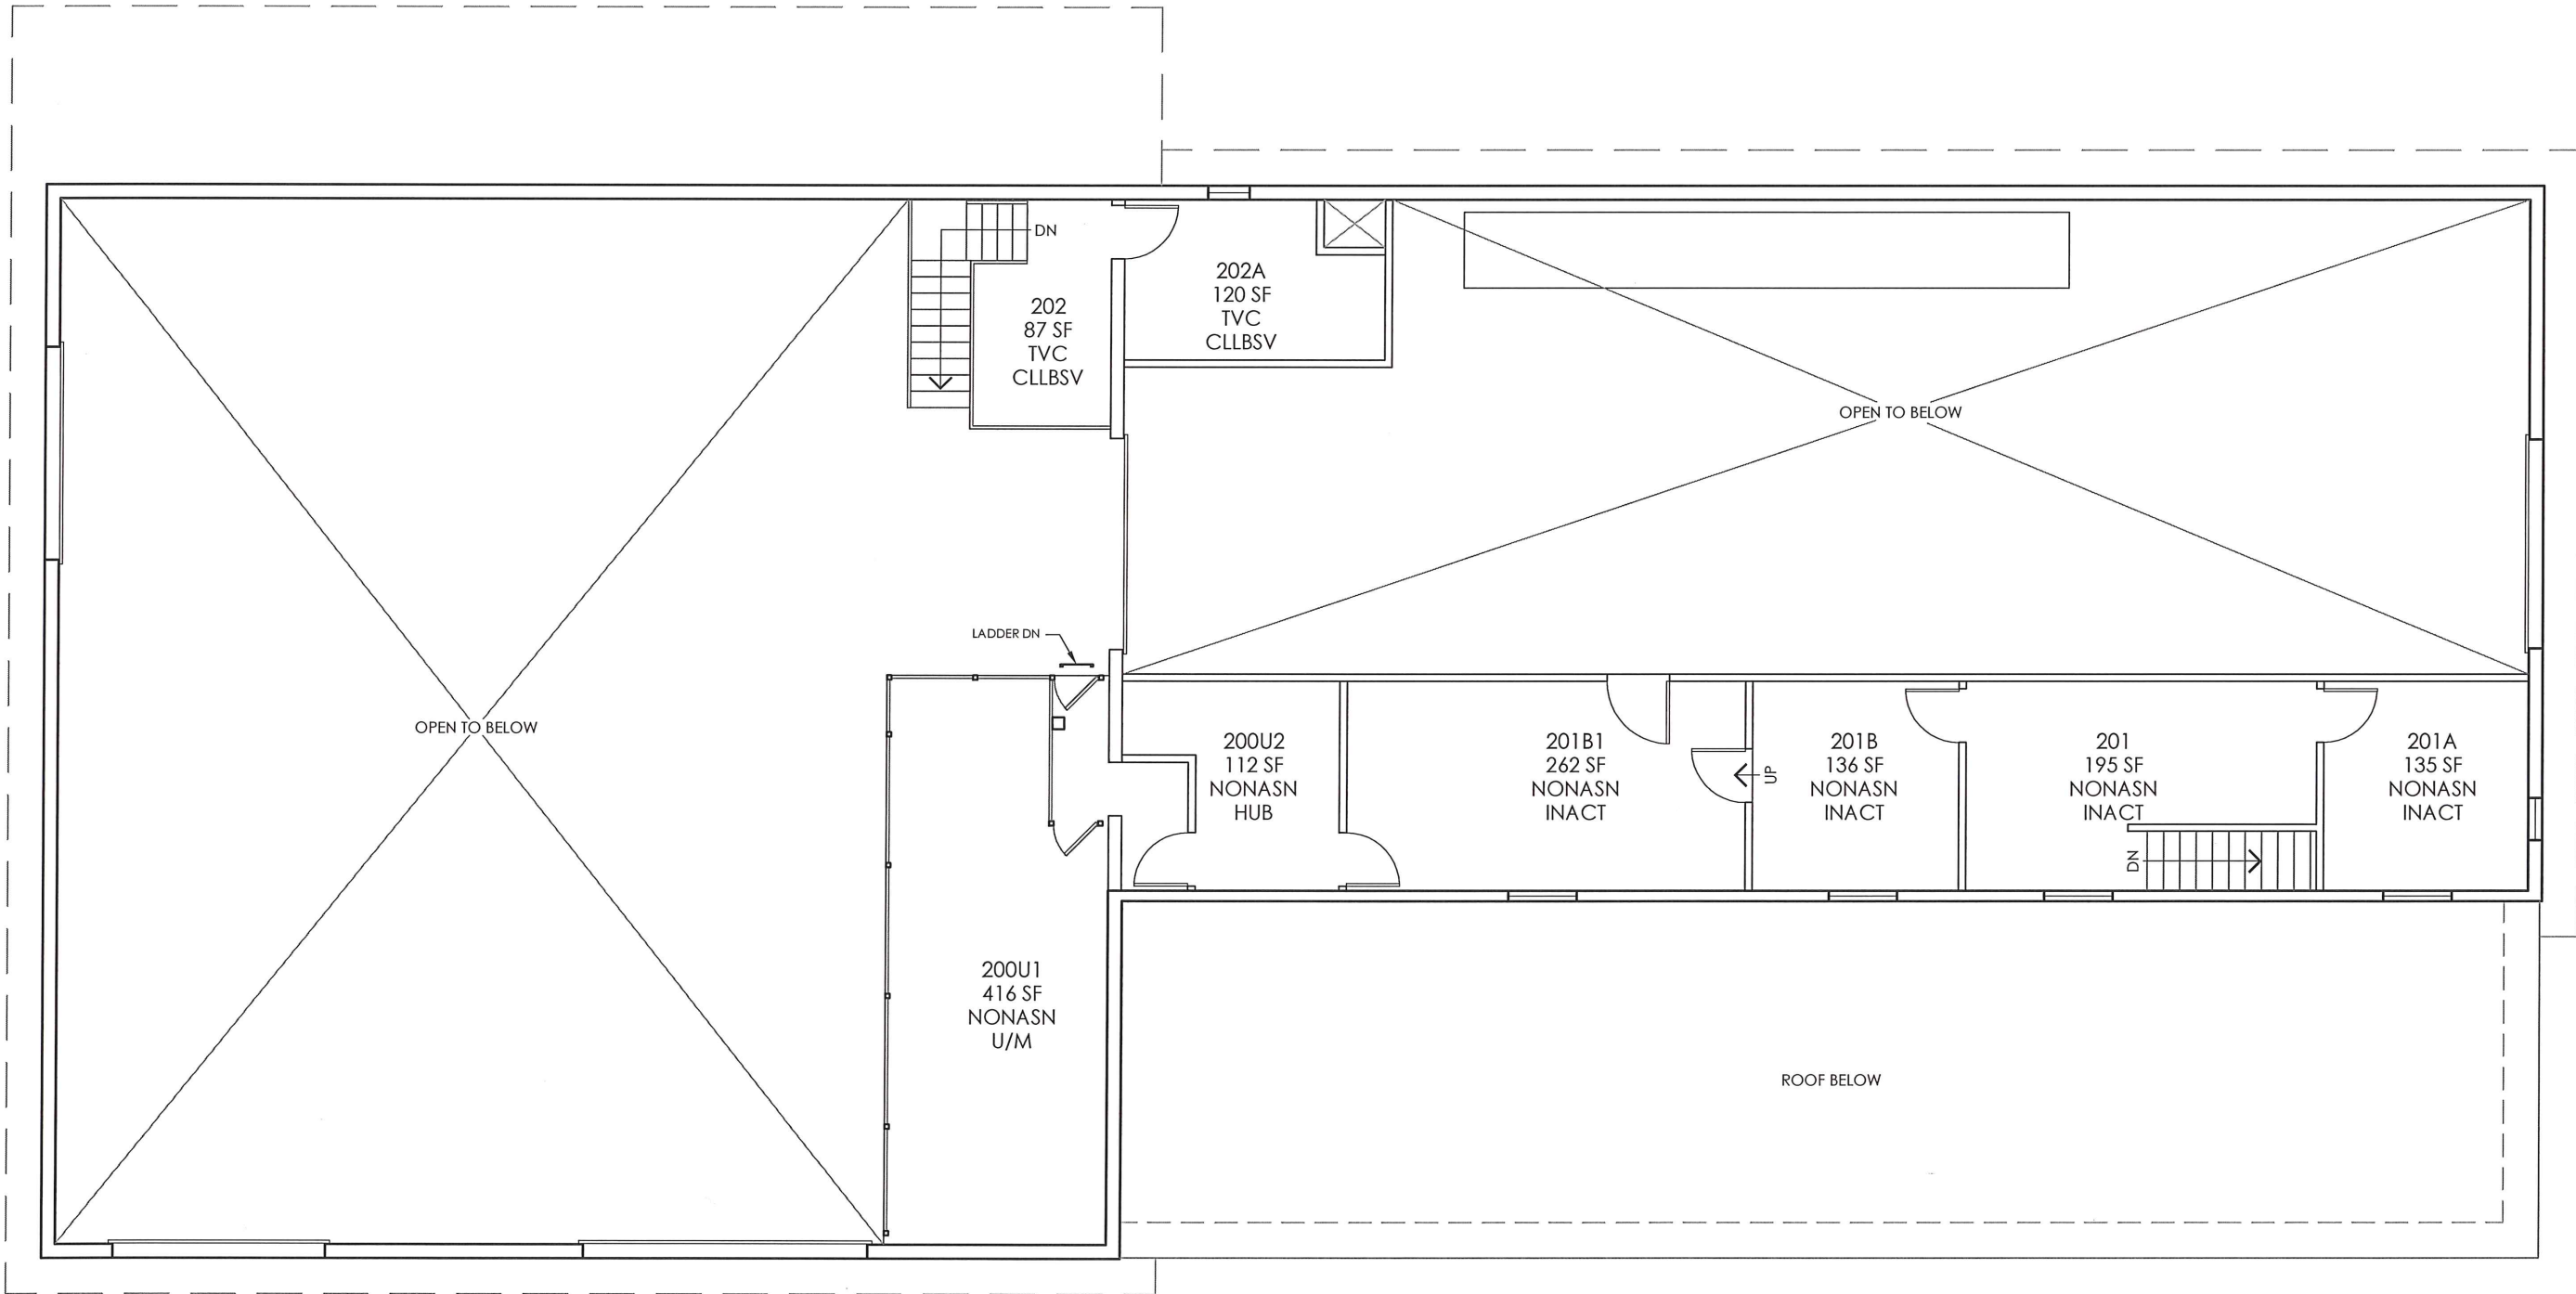 DN
202
87 SF
TVC
CLLBSV
202A
120 SF
TVC
CLLBSV
OPEN TO BELOW
LADDER DN
OPEN TO BELOW
200U2
112 SF
NONASN
HUB
201B1
262 SF
NONASN
INACT
UP
201B
136 SF
NONASN
INACT
201
195 SF
NONASN
INACT
DN
201A
135 SF
NONASN
INACT
200U1
416 SF
NONASN
U/M
ROOF BELOW